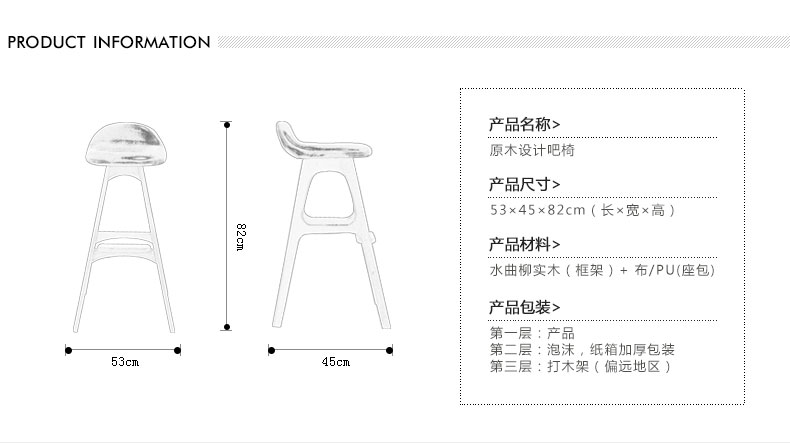 PRODUCT INFORMATION
82cm
53cm
45cm
产品名称>
原木设计吧椅
产品尺寸>
53×45×82cm（长×宽×高）
产品材料>
水曲柳实木（框架）+ 布/PU(座包)
产品包装>
第一层：产品
第二层：泡沫，纸箱加厚包装
第三层：打木架（偏远地区）